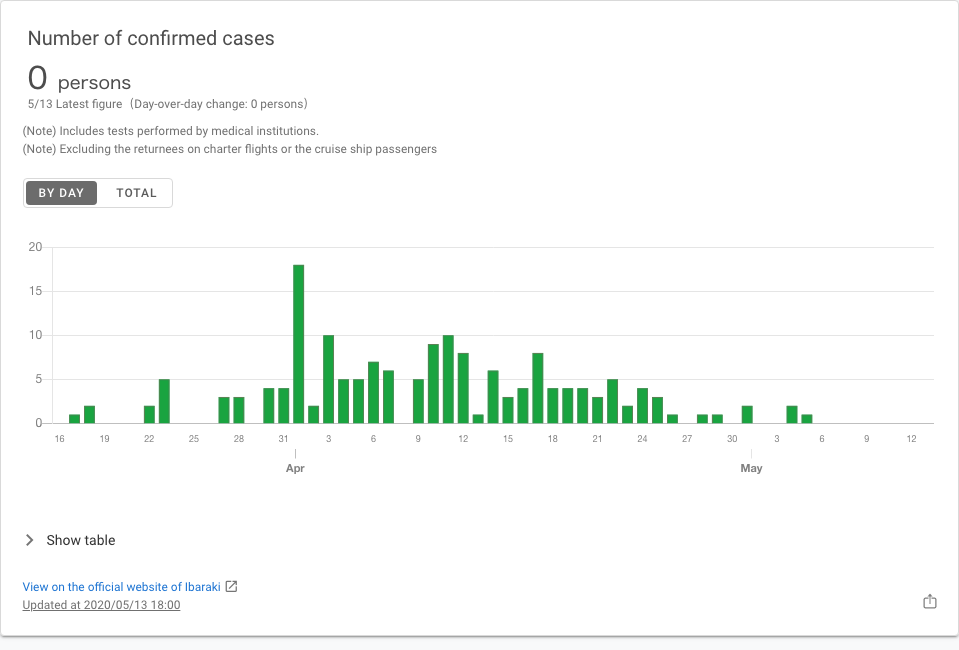 Number of confirmed cases
0 persons
5/13 Latest figure（Day-over-day change: 0 persons）
(Note) Includes tests performed by medical institutions.
(Note) Excluding the returnees on charter flights or the cruise ship passengers
BY DAY TOTAL
20
15
10
5
0
16 19 22 25 28 31 3 6 9 12 15 18 21 24 27 30 3 6 9 12
Apr May
Show table
View on the official website of Ibaraki
Updated at 2020/05/13 18:00